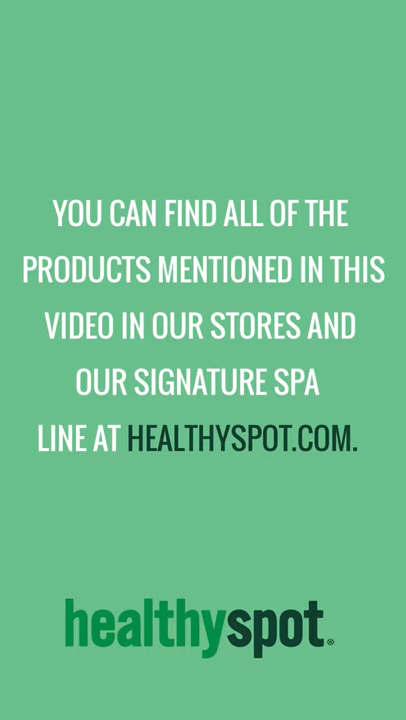 YOU CAN FIND ALL OF THE
PRODUCTS MENTIONED IN THIS
VIDEO IN OUR STORES AND
OUR SIGNATURE SPA
LINE AT HEALTHYSPOT.COM.
healthyspot®